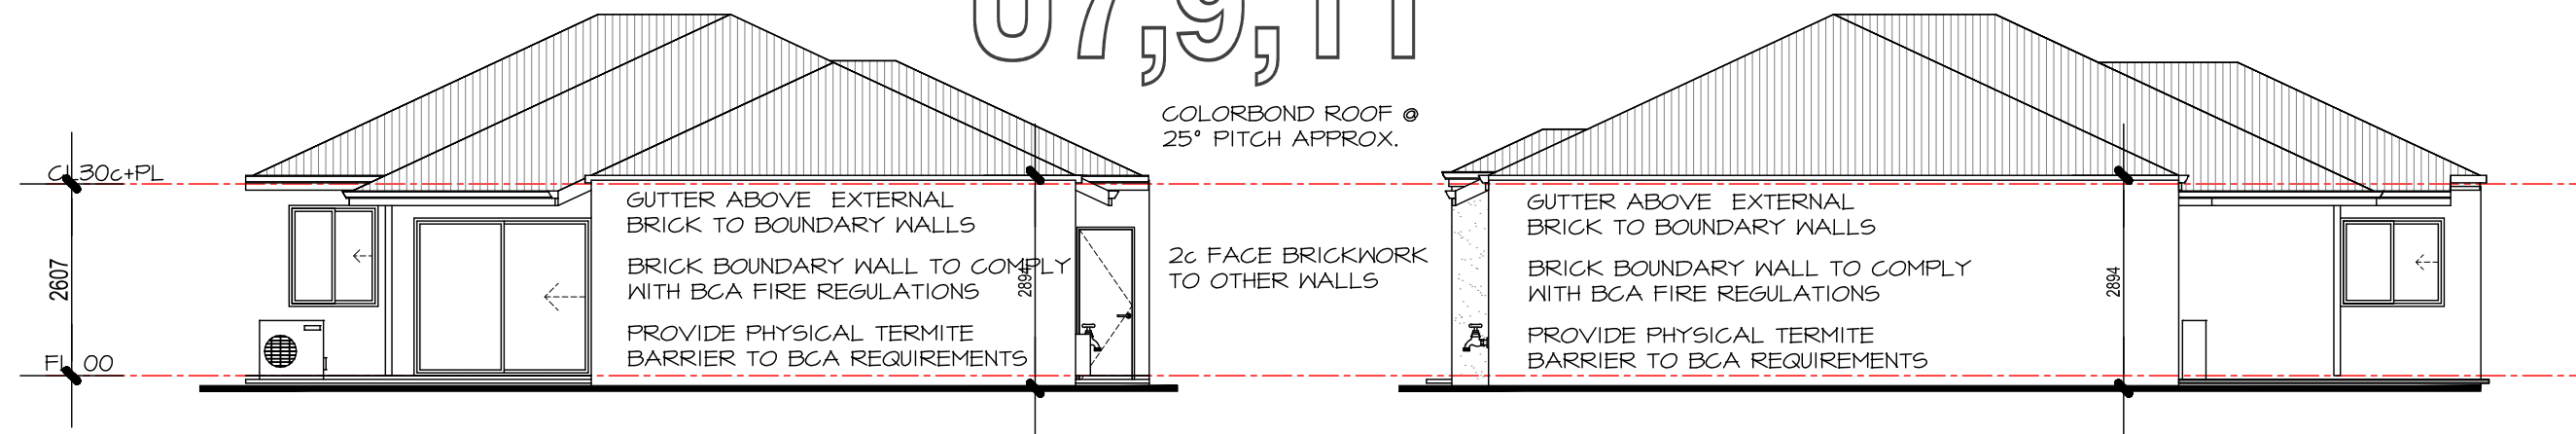 07,9,11
COLORBOND ROOF @
25° PITCH APPROX.
CL 30c+PL
2607
FL 00
GUTTER ABOVE EXTERNAL
BRICK TO BOUNDARY WALLS
BRICK BOUNDARY WALL TO COMPLY
WITH BCA FIRE REGULATIONS
PROVIDE PHYSICAL TERMITE
BARRIER TO BCA REQUIREMENTS
2894
2c FACE BRICKWORK
TO OTHER WALLS
GUTTER ABOVE EXTERNAL
BRICK TO BOUNDARY WALLS
BRICK BOUNDARY WALL TO COMPLY
WITH BCA FIRE REGULATIONS
PROVIDE PHYSICAL TERMITE
BARRIER TO BCA REQUIREMENTS
2894